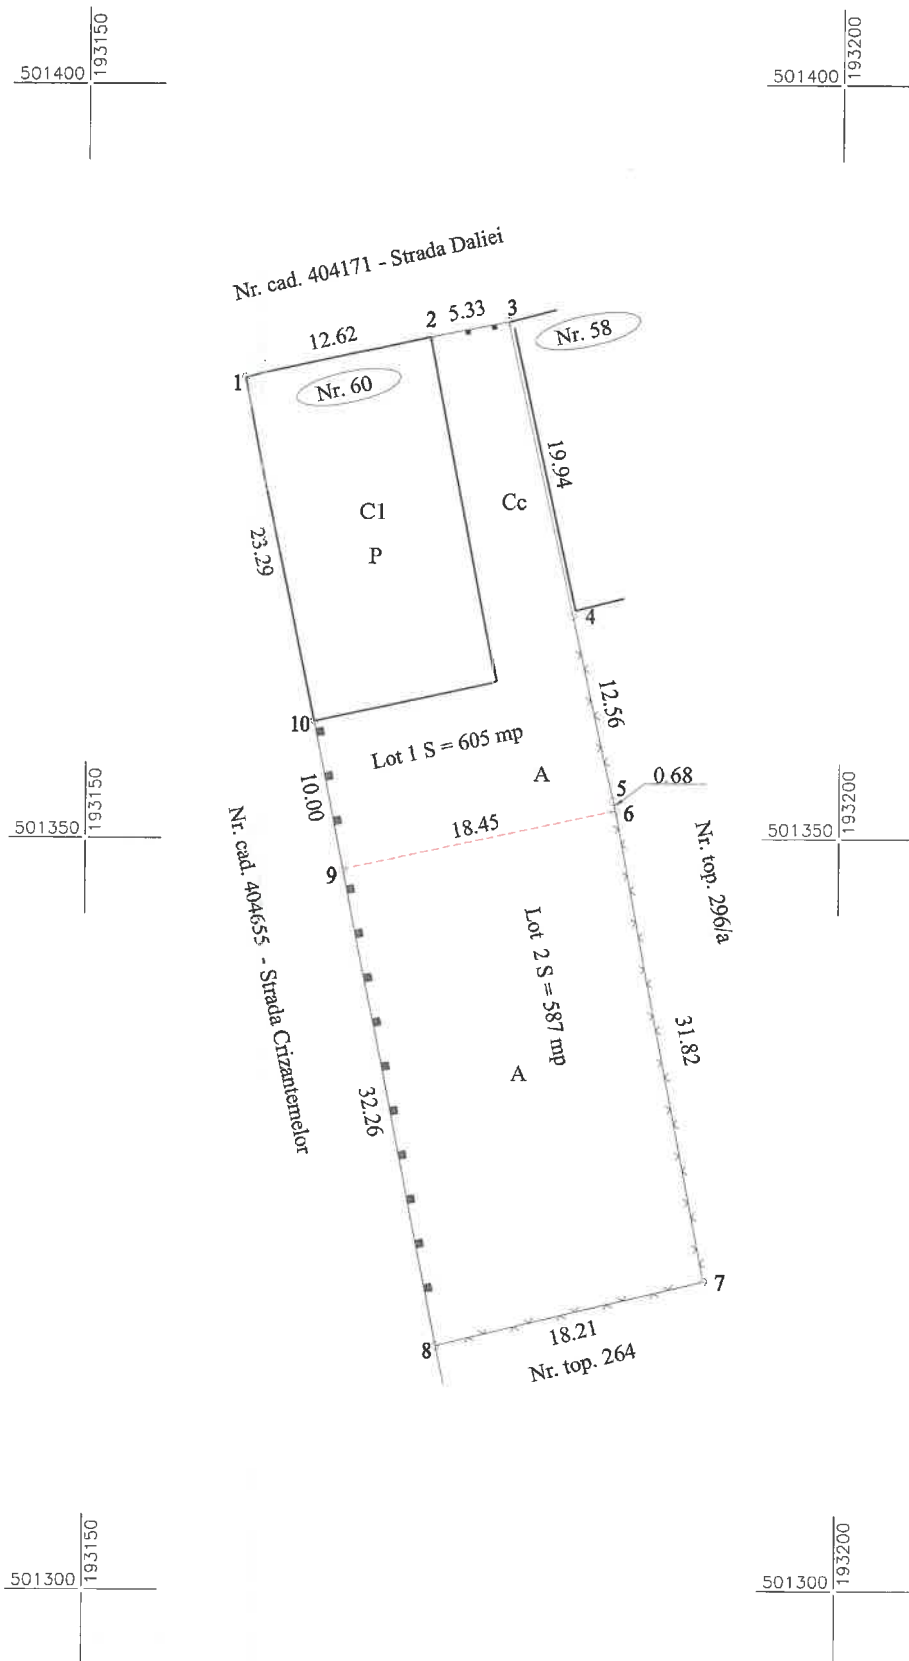 193150
501400
193200
501400
Nr. cad. 404171 - Strada Daliei
5.33
3
2
12.62
Nr. 58
1
Nr. 60
19.94
C1
Cc
P
23.29
4
12.56
10
Lot 1 S = 605 mp
A
0.68
5
6
10.00
18.45
193150
501350
193200
501350
9
Nr. cad. 404655 - Strada Crizantemelor
Nr. top. 296/a
Lot 2 S = 587 mp
31.82
A
32.26
7
8
18.21
Nr. top. 264
193150
501300
193200
501300